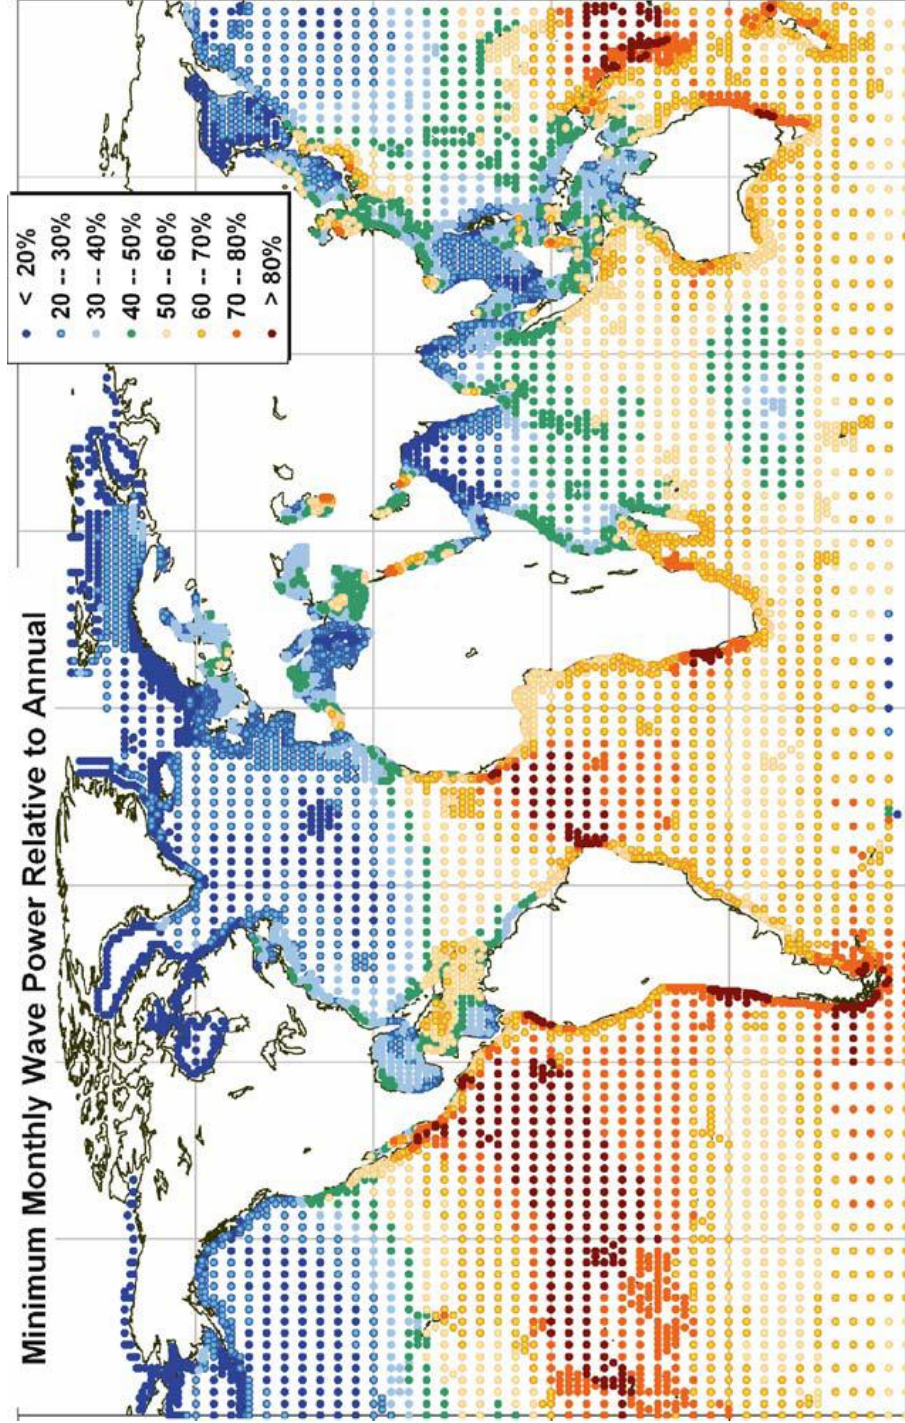 Minimum Monthly Wave Power Relative to Annual
< 20%
20 -- 30%
30 -- 40%
40 -- 50%
50 -- 60%
60 -- 70%
70 -- 80%
> 80%